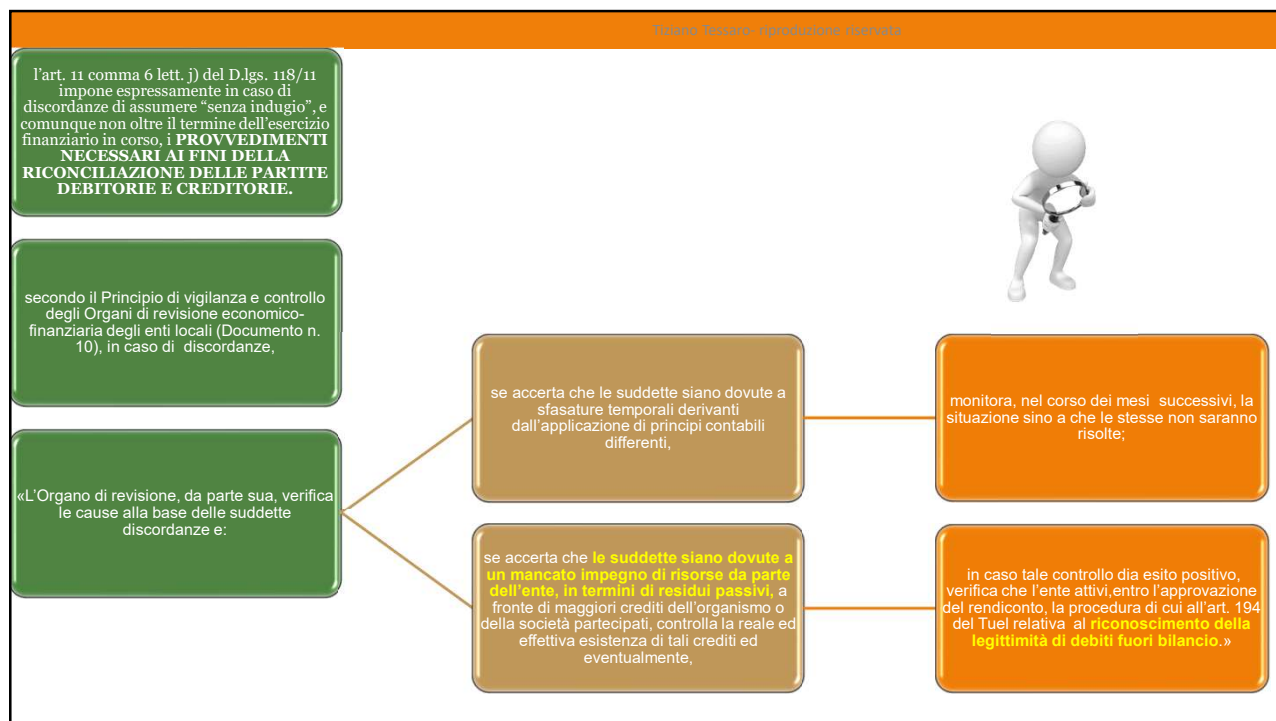 Tiziano Tessaro- riproduzione riservata
l’art. 11 comma 6 lett. j) del D.lgs. 118/11
impone espressamente in caso di
discordanze di assumere “senza indugio”, e
comunque non oltre il termine dell’esercizio
finanziario in corso, i PROVVEDIMENTI
NECESSARI AI FINI DELLA
RICONCILIAZIONE DELLE PARTITE
DEBITORIE E CREDITORIE.
secondo il Principio di vigilanza e controllo
degli Organi di revisione economico-
finanziaria degli enti locali (Documento n.
10), in caso di discordanze,
«L’Organo di revisione, da parte sua, verifica
le cause alla base delle suddette
discordanze e:
se accerta che le suddette siano dovute a
sfasature temporali derivanti
dall’applicazione di principi contabili
differenti,
monitora, nel corso dei mesi successivi, la
situazione sino a che le stesse non saranno
risolte;
se accerta che le suddette siano dovute a
un mancato impegno di risorse da parte
dell’ente, in termini di residui passivi, a
fronte di maggiori crediti dell’organismo o
della società partecipati, controlla la reale ed
effettiva esistenza di tali crediti ed
eventualmente,
in caso tale controllo dia esito positivo,
verifica che l’ente attivi,entro l’approvazione
del rendiconto, la procedura di cui all’art. 194
del Tuel relativa al riconoscimento della
legittimità di debiti fuori bilancio.»